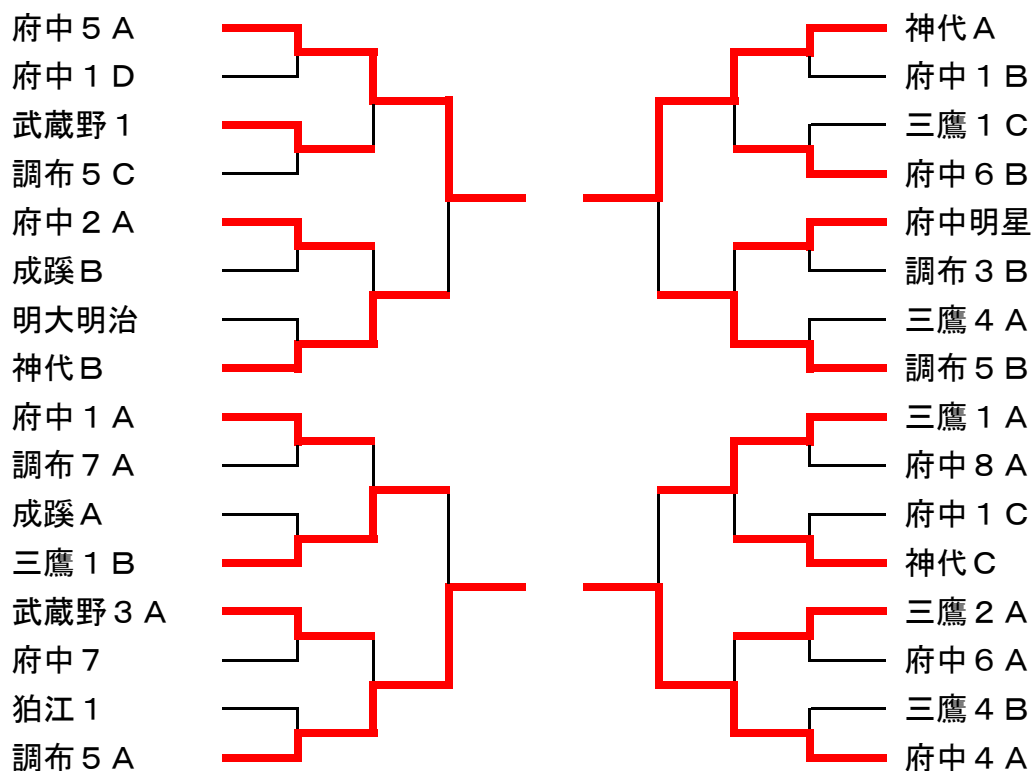 府中５Ａ
府中１Ｄ
武蔵野１
調布５Ｃ
府中２Ａ
成蹊Ｂ
明大明治
神代Ｂ
府中１Ａ
調布７Ａ
成蹊Ａ
三鷹１Ｂ
武蔵野３Ａ
府中７
狛江１
調布５Ａ
神代Ａ
府中１Ｂ
三鷹１Ｃ
府中６Ｂ
府中明星
調布３Ｂ
三鷹４Ａ
調布５Ｂ
三鷹１Ａ
府中８Ａ
府中１Ｃ
神代Ｃ
三鷹２Ａ
府中６Ａ
三鷹４Ｂ
府中４Ａ